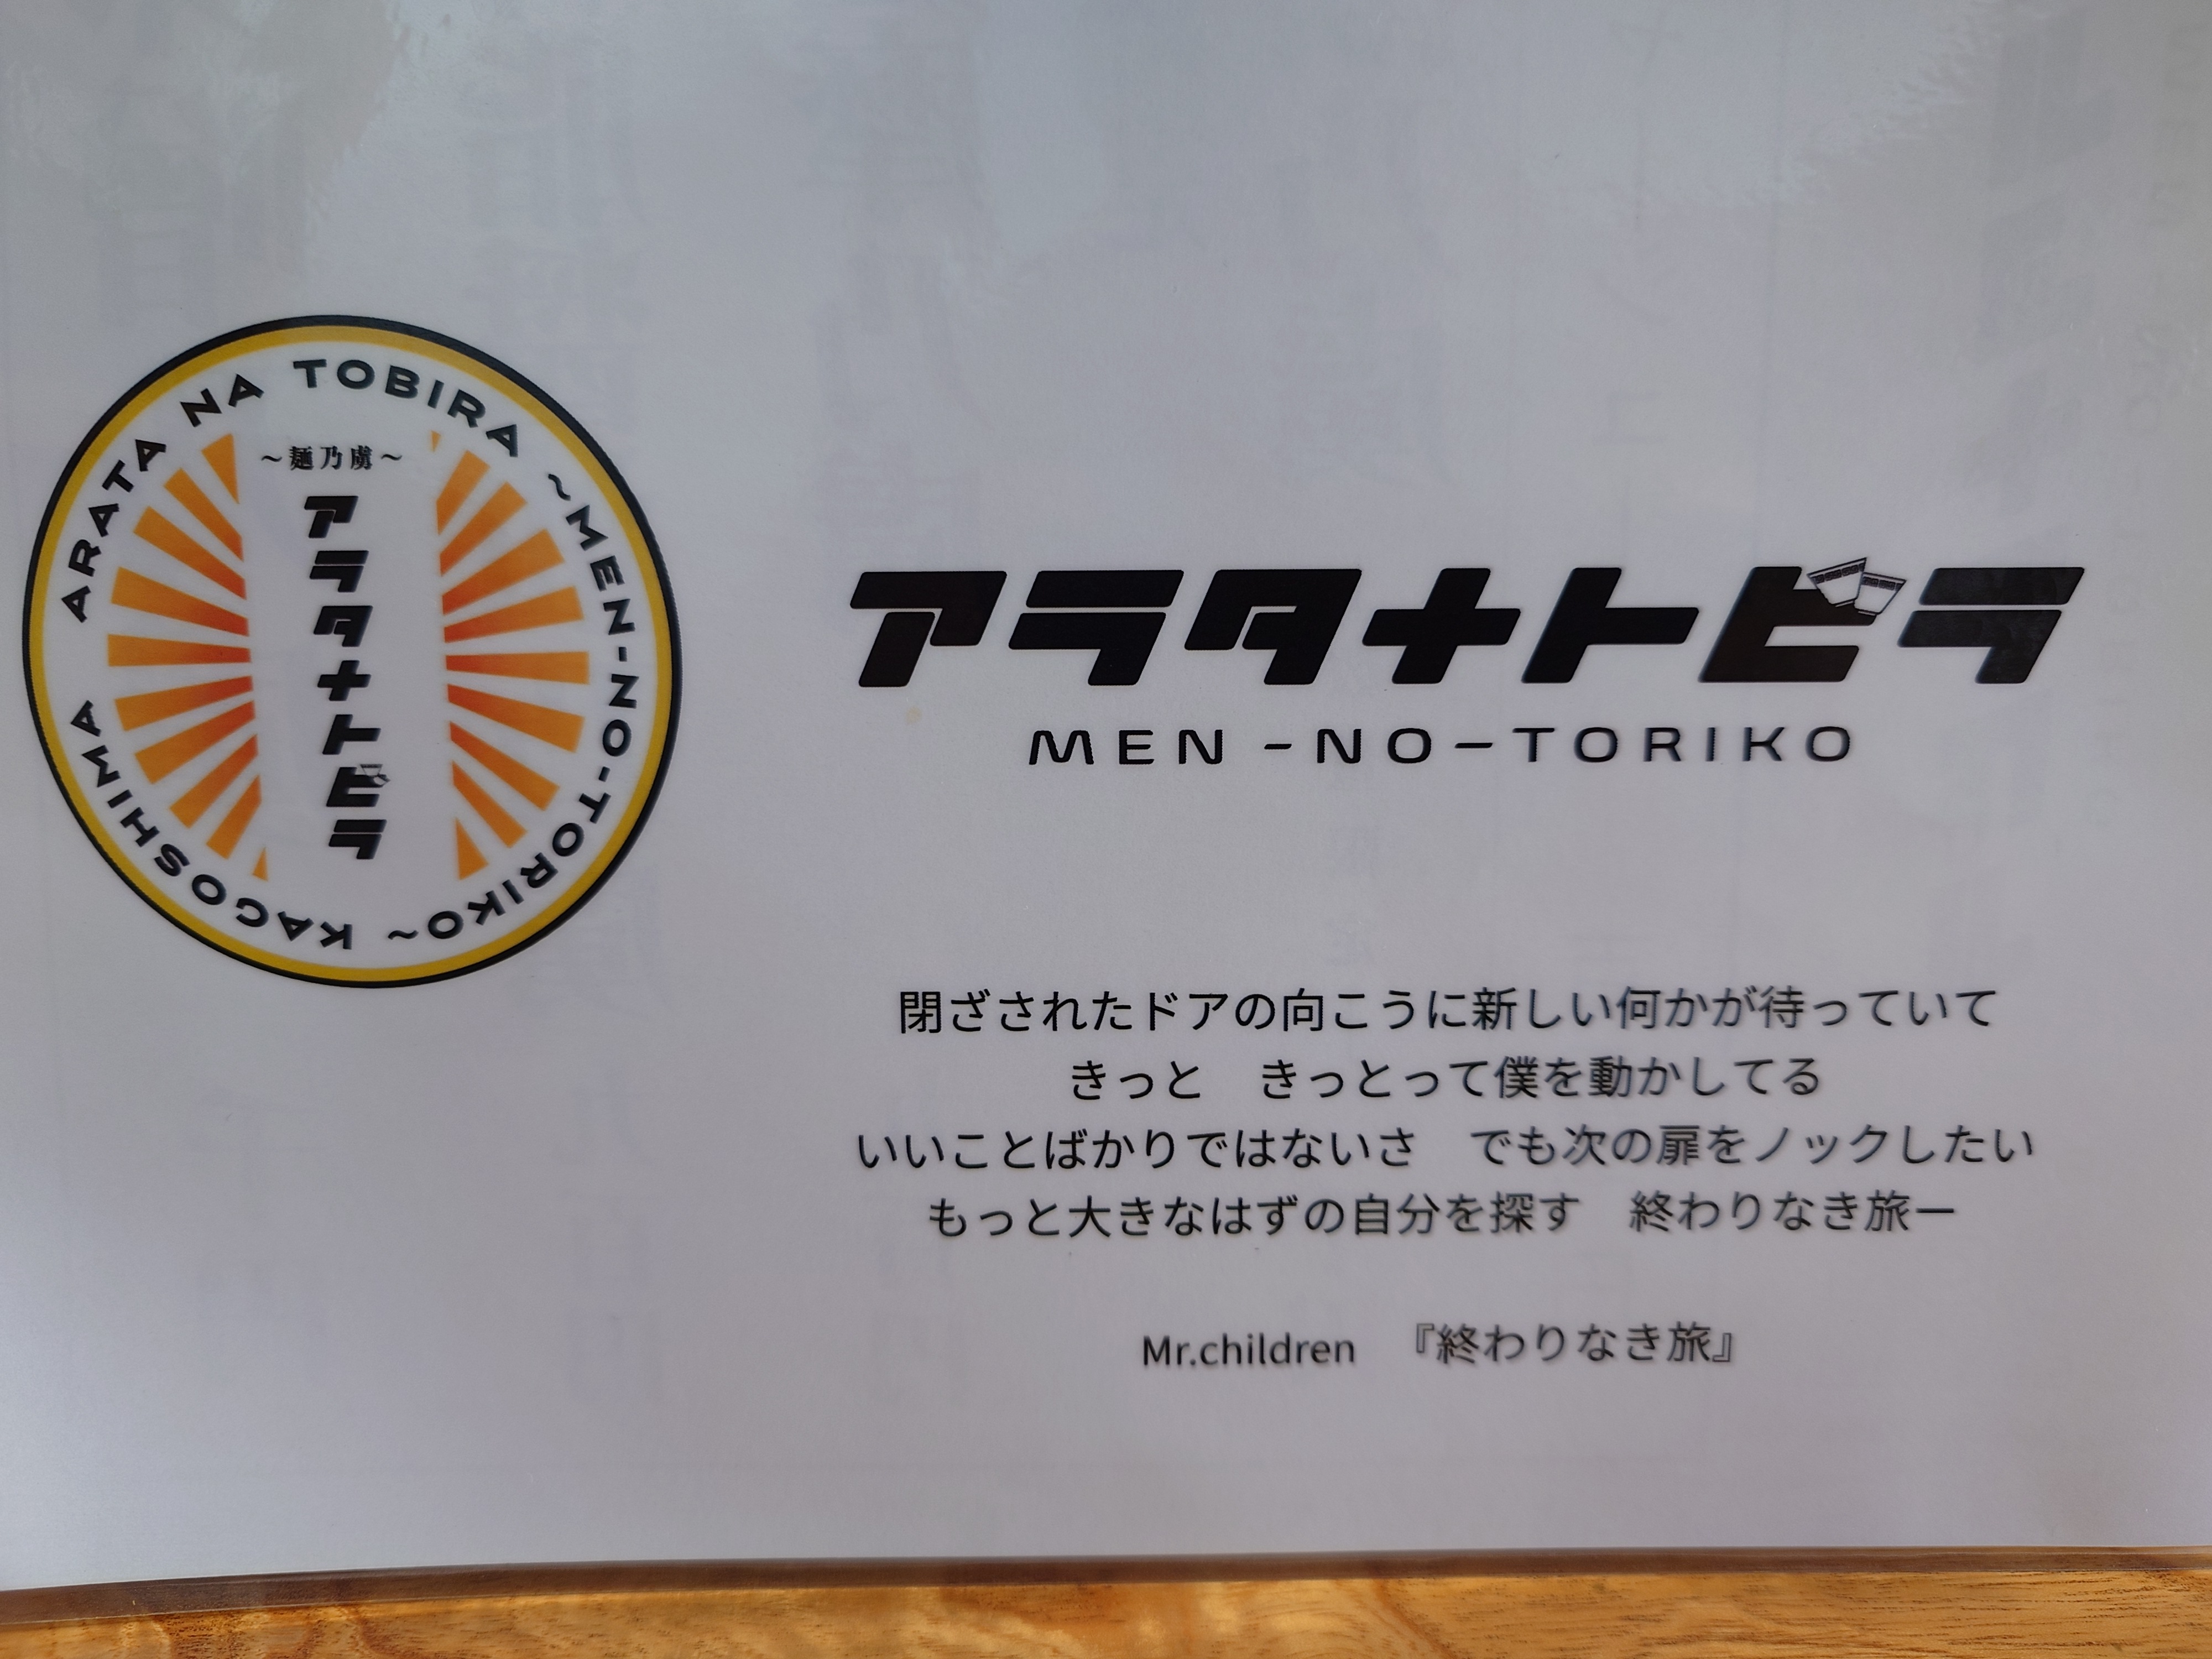 ARATA NA TOBIRA ~MEN-NO-TORIKO~ KAGOSHIMA
～麺乃虜～
アラタナトビラ
アラタナトビラ
MEN-NO-TORIKO
閉ざされたドアの向こうに新しい何かが待っていて
きっと　きっとって僕を動かしてる
いいことばかりではないさ　でも次の扉をノックしたい
もっと大きなはずの自分を探す　終わりなき旅ー
Mr.children　『終わりなき旅』